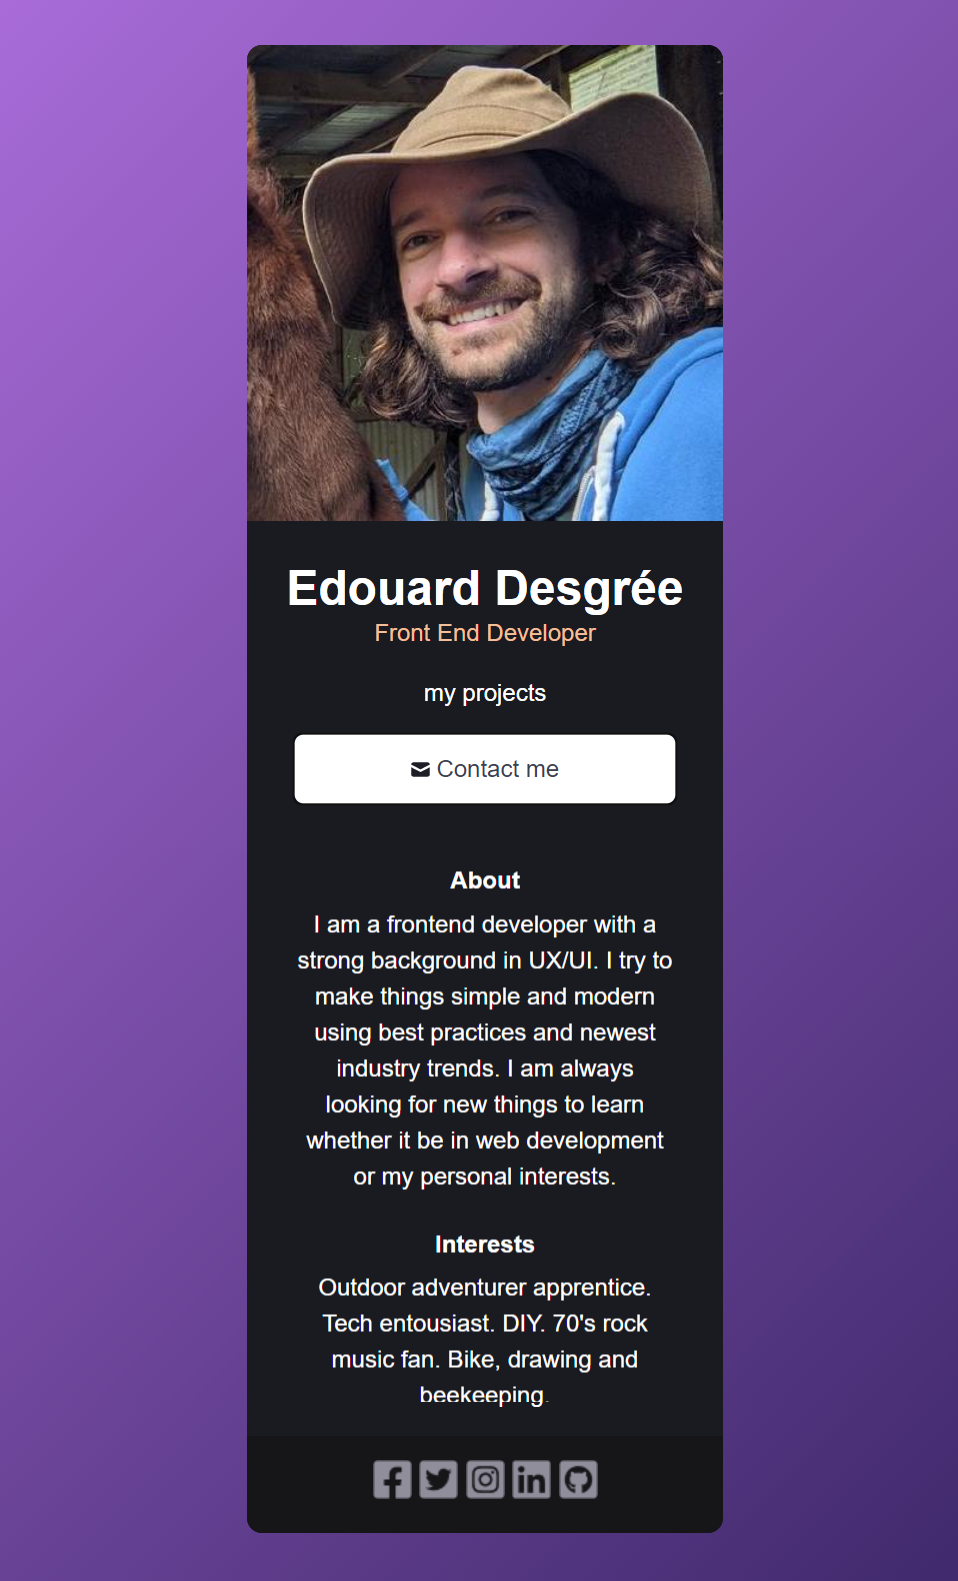 Edouard Desgrée
Front End Developer
my projects
Contact me
About
I am a frontend developer with a
strong background in UX/UI. I try to
make things simple and modern
using best practices and newest
industry trends. I am always
looking for new things to learn
whether it be in web development
or my personal interests.
Interests
Outdoor adventurer apprentice.
Tech entousiast. DIY. 70's rock
music fan. Bike, drawing and
beekeeping.